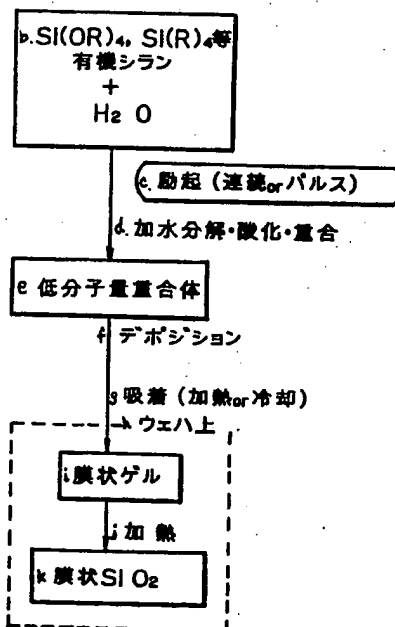 b.SI(OR)4, SI(R)4等
有機シラン
+
H2 O
c. 励起 (連続orパルス)
d.加水分解・酸化・重合
e 低分子量重合体
f デポジション
g 吸着 (加熱or冷却)
h ウェハ上
i 膜状ゲル
j 加熱
k 膜状SI O2